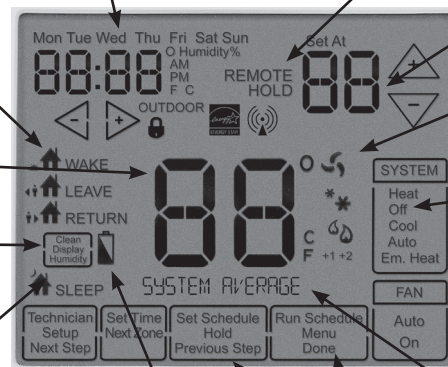 Mon Tue Wed Thu Fri Sat Sun
Set At
O Humidity%
AM
PM
F C
88:88
REMOTE
HOLD
88
+
-
- +
OUTDOOR
ENERGY STAR
WAKE
LEAVE
RETURN
SLEEP
Clean
Display
Humidity
88
O
C
F +1 +2
SYSTEM
Heat
Off
Cool
Auto
Em. Heat
SYSTEM AVERAGE
FAN
Auto
On
Technician
Setup
Next Step
Set Time
Next Zone
Set Schedule
Hold
Previous Step
Run Schedule
Menu
Done